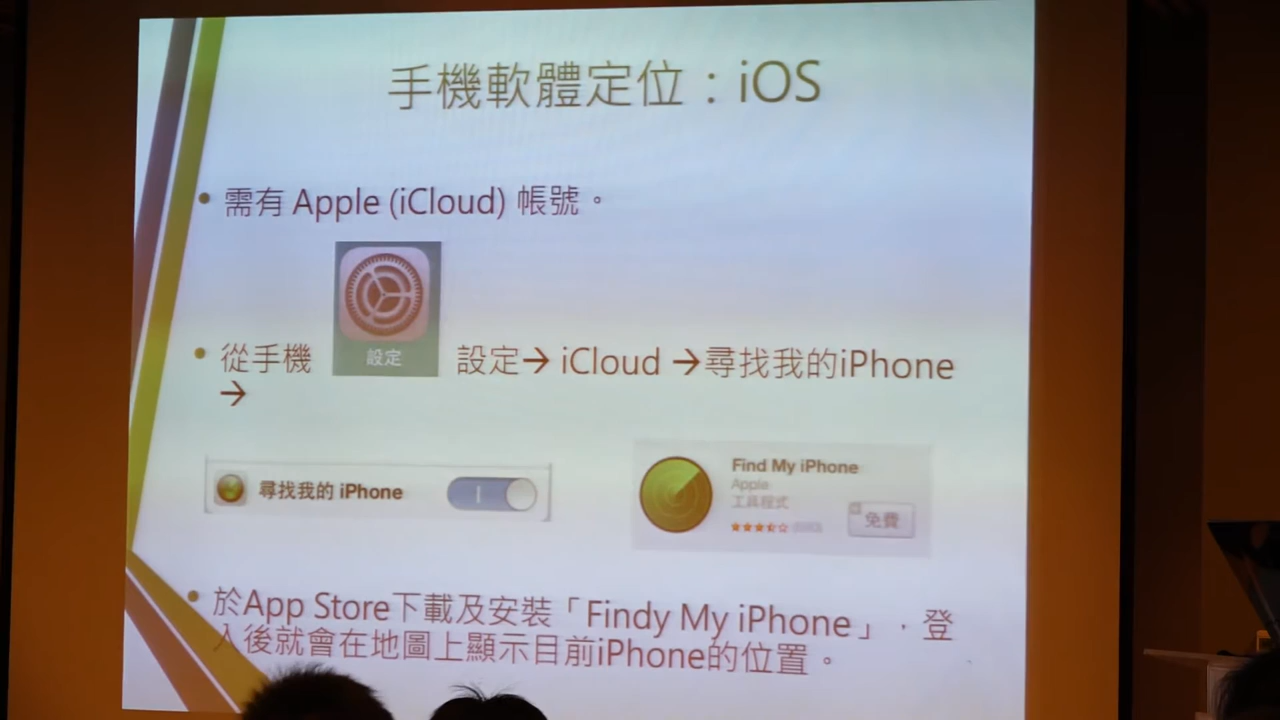 手機軟體定位：iOS
• 需有 Apple (iCloud) 帳號。
設定
• 從手機 設定→ iCloud →尋找我的iPhone
→
尋找我的 iPhone
Find My iPhone
Apple
工具程式
免費
• 於App Store下載及安裝「Findy My iPhone」，登
入後就會在地圖上顯示目前iPhone的位置。